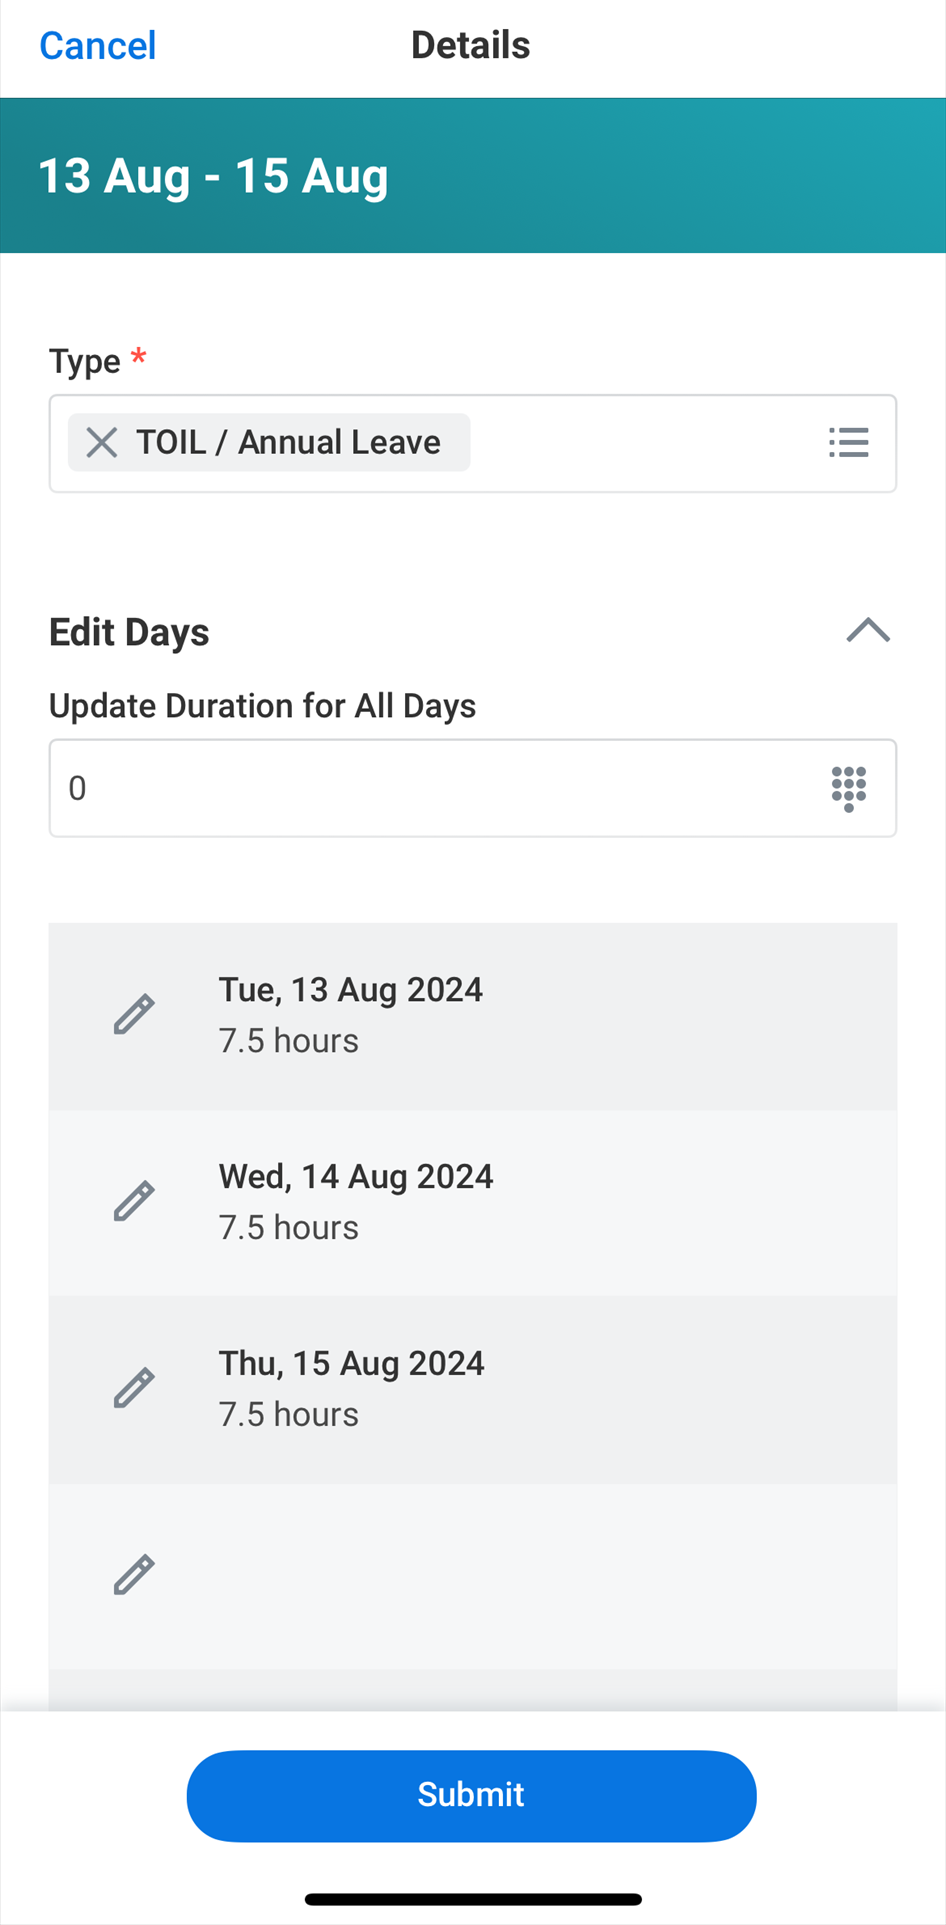 Cancel
Details
13 Aug - 15 Aug
Type *
TOIL / Annual Leave
Edit Days
Update Duration for All Days
0
Tue, 13 Aug 2024
7.5 hours
Wed, 14 Aug 2024
7.5 hours
Thu, 15 Aug 2024
7.5 hours
Submit